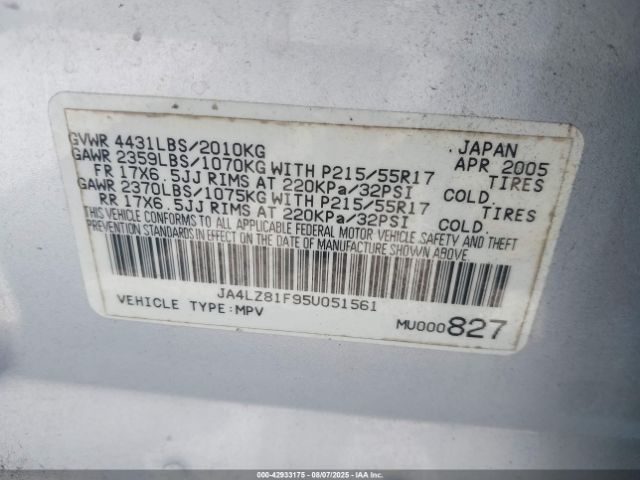 GVWR 4431LBS/2010KG JAPAN
GAWR 2359LBS/1070KG WITH P215/55R17 APR 2005
FR 17X6.5JJ RIMS AT 220KPa/32PSI COLD. TIRES
GAWR 2370LBS/1075KG WITH P215/55R17 TIRES
RR 17X6.5JJ RIMS AT 220KPa/32PSI COLD.
THIS VEHICLE CONFORMS TO ALL APPLICABLE FEDERAL MOTOR VEHICLE SAFETY AND THEFT
PREVENTION STANDARDS IN EFFECT ON THE DATE OF MANUFACTURE SHOWN ABOVE.
JA4LZ81F95U051561
VEHICLE TYPE:MPV MU000827
000-42933175 - 08/07/2025 - IAAI.COM